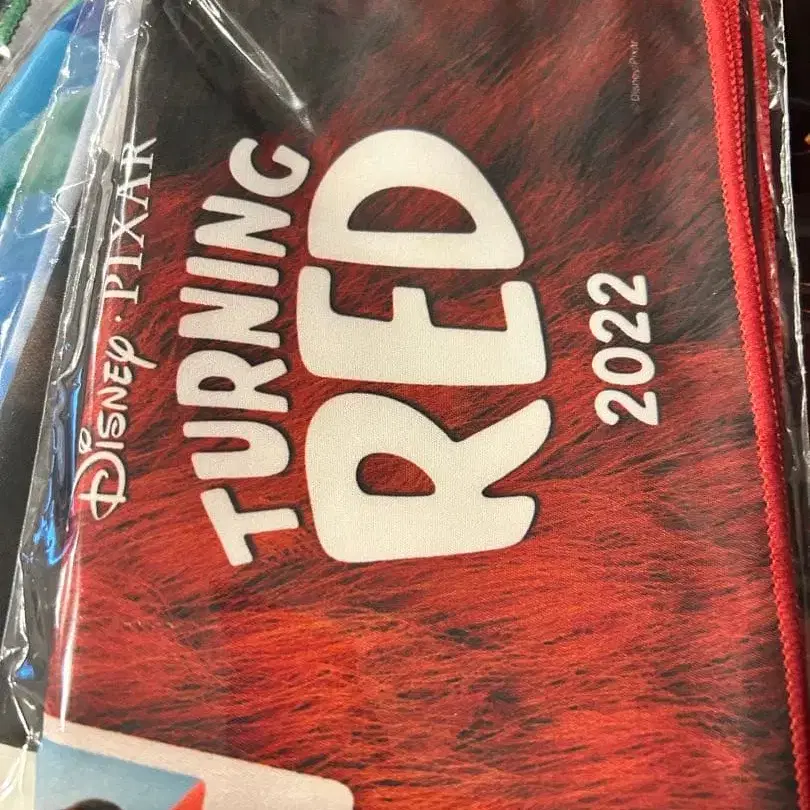 Disney · PIXAR
TURNING
RED
2022
© Disney/Pixar